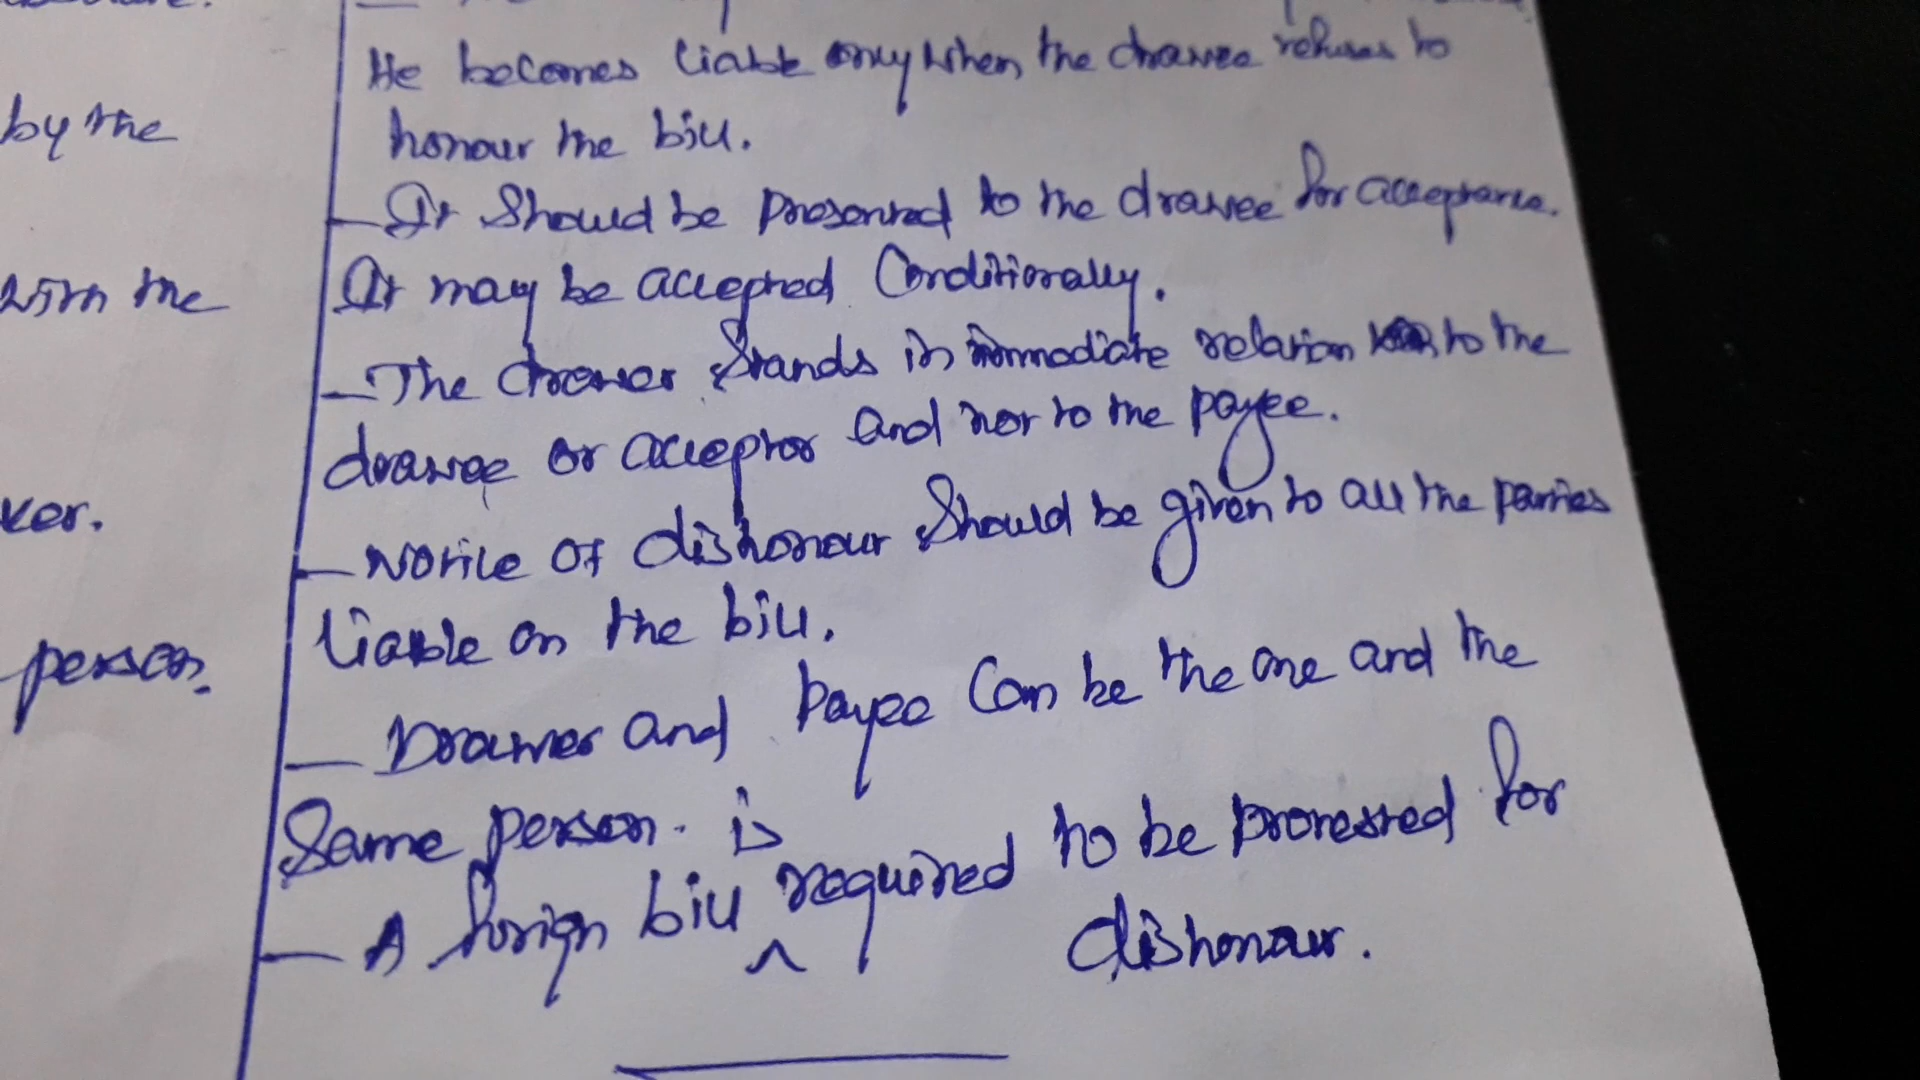 by the
with the
ker.
person.
He becomes liable only when the drawee refuses to
honour the bill.
- It should be presented to the drawee for acceptance.
It may be accepted Conditionally.
- The drawer stands in immediate relation to the
drawee or acceptor and not to the payee.
- Notice of dishonour should be given to all the parties
liable on the bill.
- Drawer and payee can be the one and the
Same person.
- A forign bill is required to be protested for
dishonour.